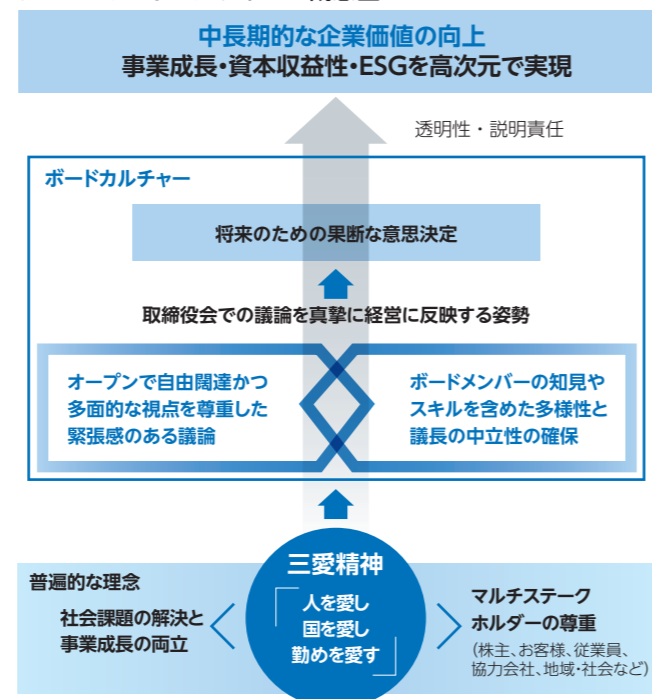 中長期的な企業価値の向上
事業成長・資本収益性・ESGを高次元で実現
透明性・説明責任
ボードカルチャー
将来のための果断な意思決定
取締役会での議論を真摯に経営に反映する姿勢
オープンで自由闊達かつ
多面的な視点を尊重した
緊張感のある議論
ボードメンバーの知見や
スキルを含めた多様性と
議長の中立性の確保
三愛精神
「人を愛し
国を愛し
勤めを愛す」
普遍的な理念
社会課題の解決と
事業成長の両立
マルチステーク
ホルダーの尊重
(株主、お客様、従業員、
協力会社、地域・社会など)